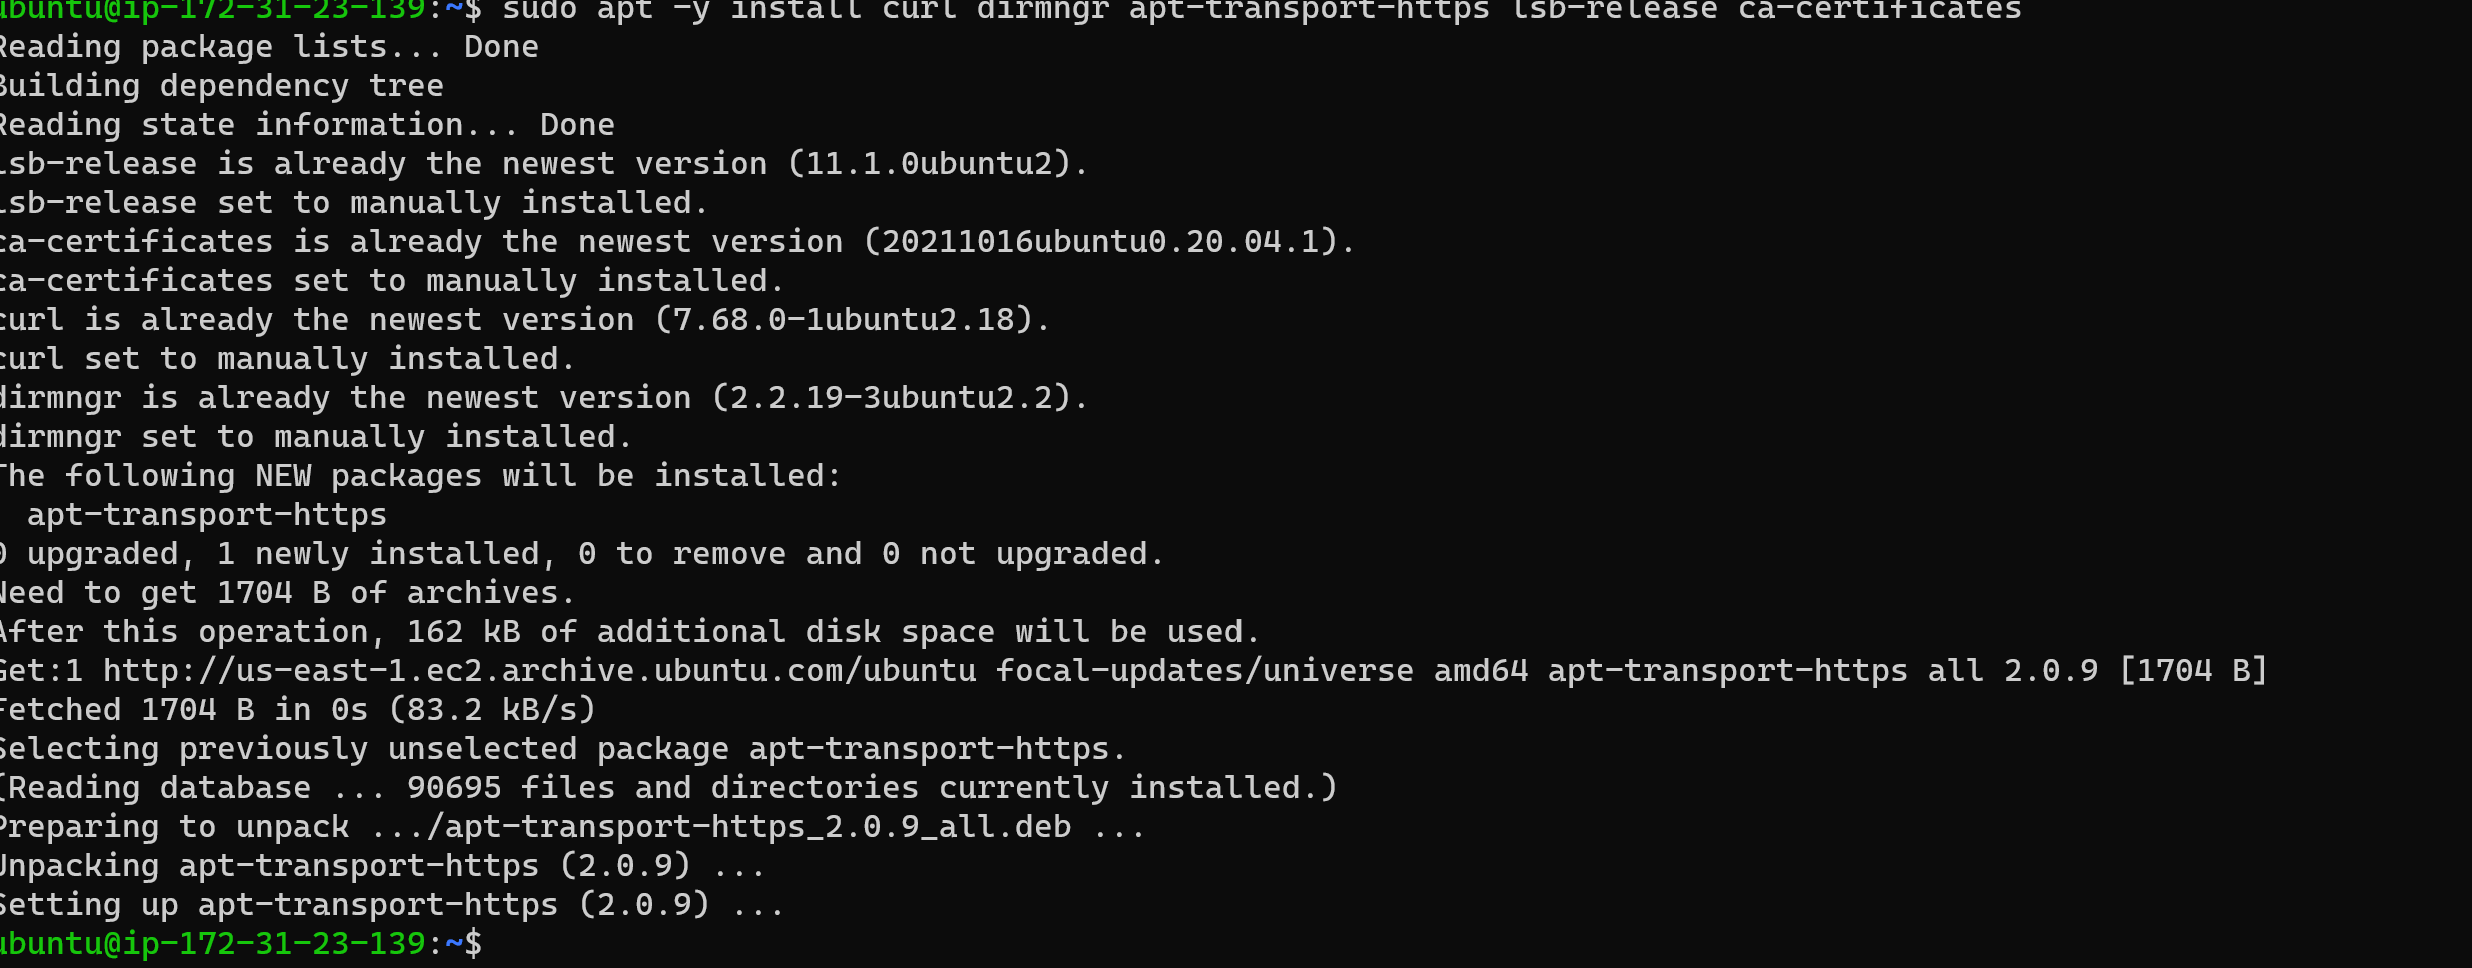 ubuntu@ip-172-31-23-139:~$ sudo apt -y install curl dirmngr apt-transport-https lsb-release ca-certificates
Reading package lists... Done
Building dependency tree
Reading state information... Done
lsb-release is already the newest version (11.1.0ubuntu2).
lsb-release set to manually installed.
ca-certificates is already the newest version (20211016ubuntu0.20.04.1).
ca-certificates set to manually installed.
curl is already the newest version (7.68.0-1ubuntu2.18).
curl set to manually installed.
dirmngr is already the newest version (2.2.19-3ubuntu2.2).
dirmngr set to manually installed.
The following NEW packages will be installed:
  apt-transport-https
0 upgraded, 1 newly installed, 0 to remove and 0 not upgraded.
Need to get 1704 B of archives.
After this operation, 162 kB of additional disk space will be used.
Get:1 http://us-east-1.ec2.archive.ubuntu.com/ubuntu focal-updates/universe amd64 apt-transport-https all 2.0.9 [1704 B]
Fetched 1704 B in 0s (83.2 kB/s)
Selecting previously unselected package apt-transport-https.
(Reading database ... 90695 files and directories currently installed.)
Preparing to unpack .../apt-transport-https_2.0.9_all.deb ...
Unpacking apt-transport-https (2.0.9) ...
Setting up apt-transport-https (2.0.9) ...
ubuntu@ip-172-31-23-139:~$